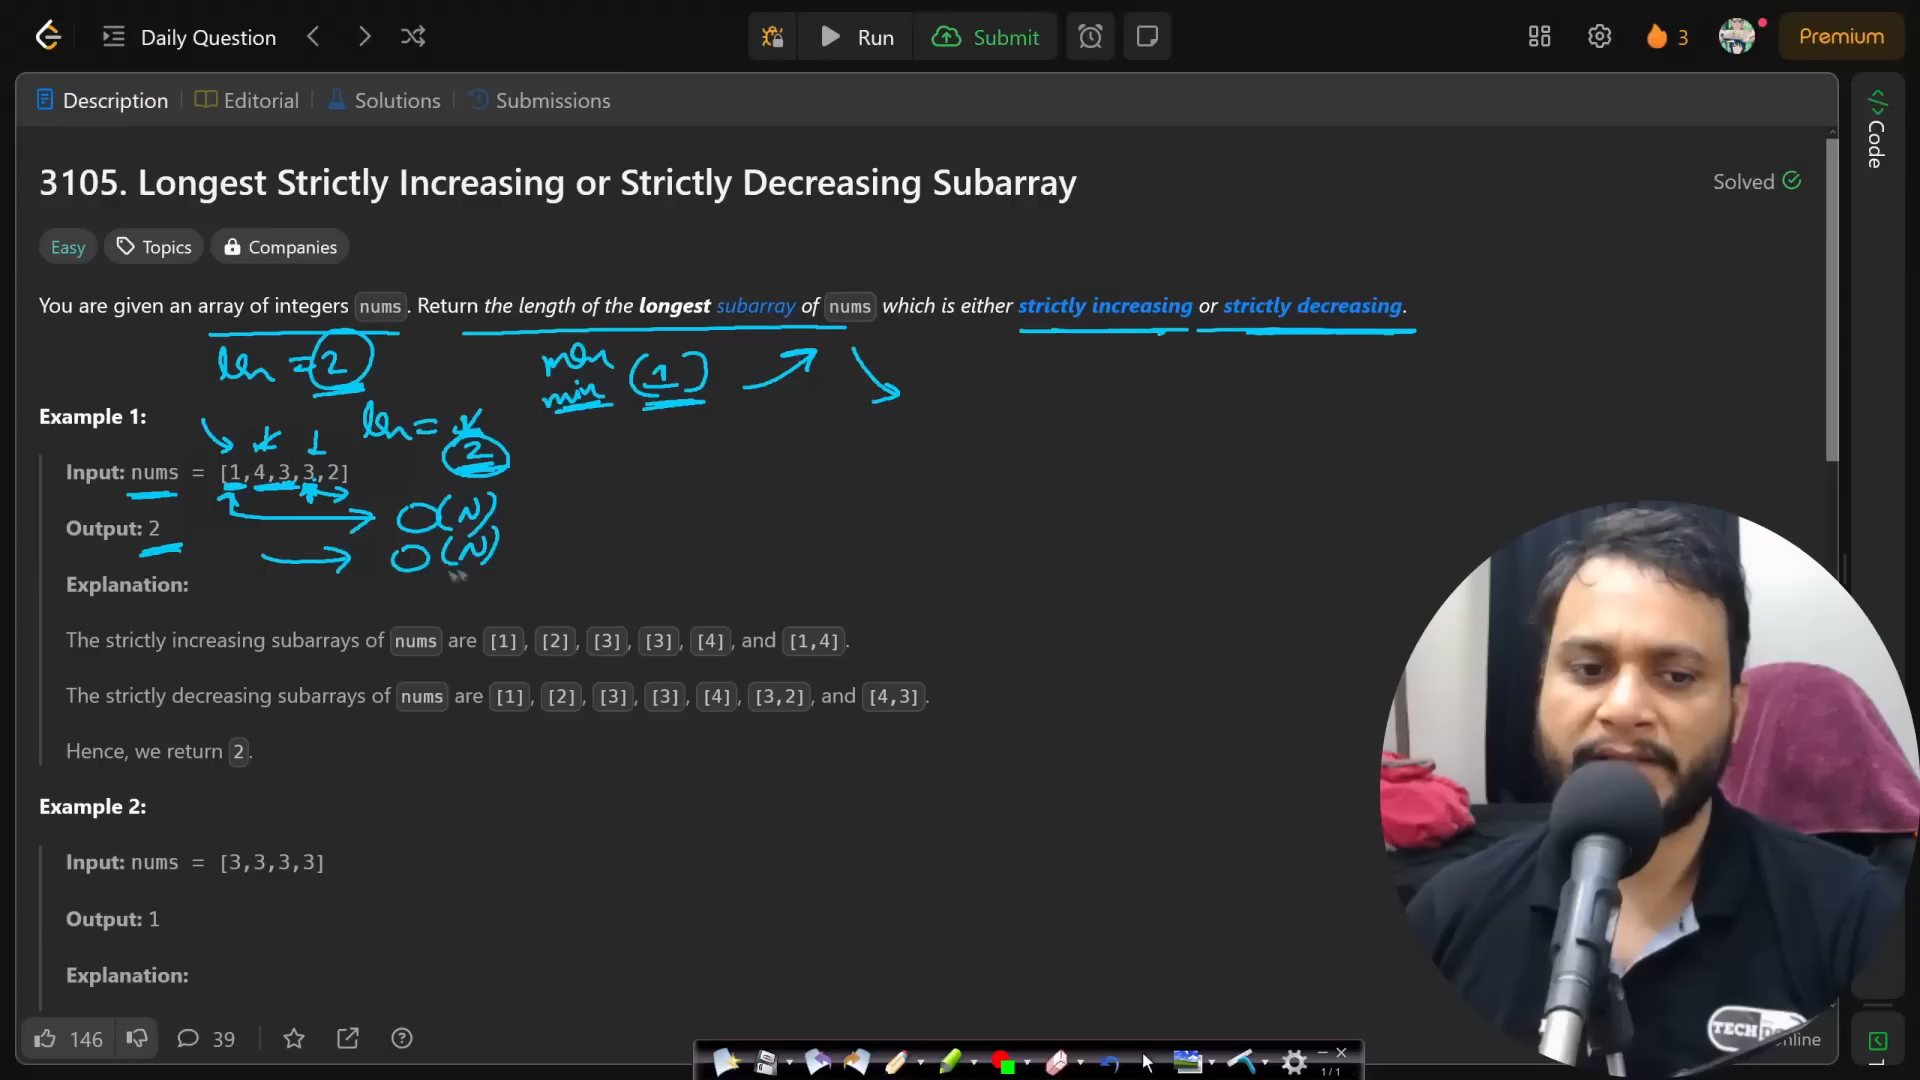 Daily Question
Run
Submit
3
Premium
Description
Editorial
Solutions
Submissions
Code
3105. Longest Strictly Increasing or Strictly Decreasing Subarray
Solved
Easy
Topics
Companies
You are given an array of integers nums. Return the length of the longest subarray of nums which is either strictly increasing or strictly decreasing.
len = 2
min (1)
Example 1:
len =
2
Input: nums = [1,4,3,3,2]
O(N)
Output: 2
O(N)
Explanation:
The strictly increasing subarrays of nums are [1], [2], [3], [3], [4], and [1,4].
The strictly decreasing subarrays of nums are [1], [2], [3], [3], [4], [3,2], and [4,3].
Hence, we return 2.
Example 2:
Input: nums = [3,3,3,3]
Output: 1
Explanation:
146
39
1/1
TECH
nline